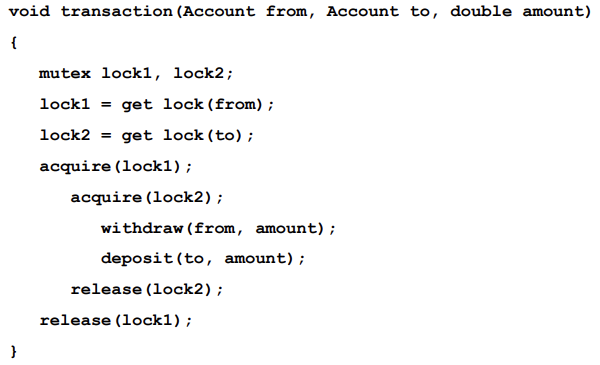 void transaction(Account from, Account to, double amount)
{
mutex lock1, lock2;
lock1 = get lock(from);
lock2 = get lock(to);
acquire(lock1);
acquire(lock2);
withdraw(from, amount);
deposit(to, amount);
release(lock2);
release(lock1);
}